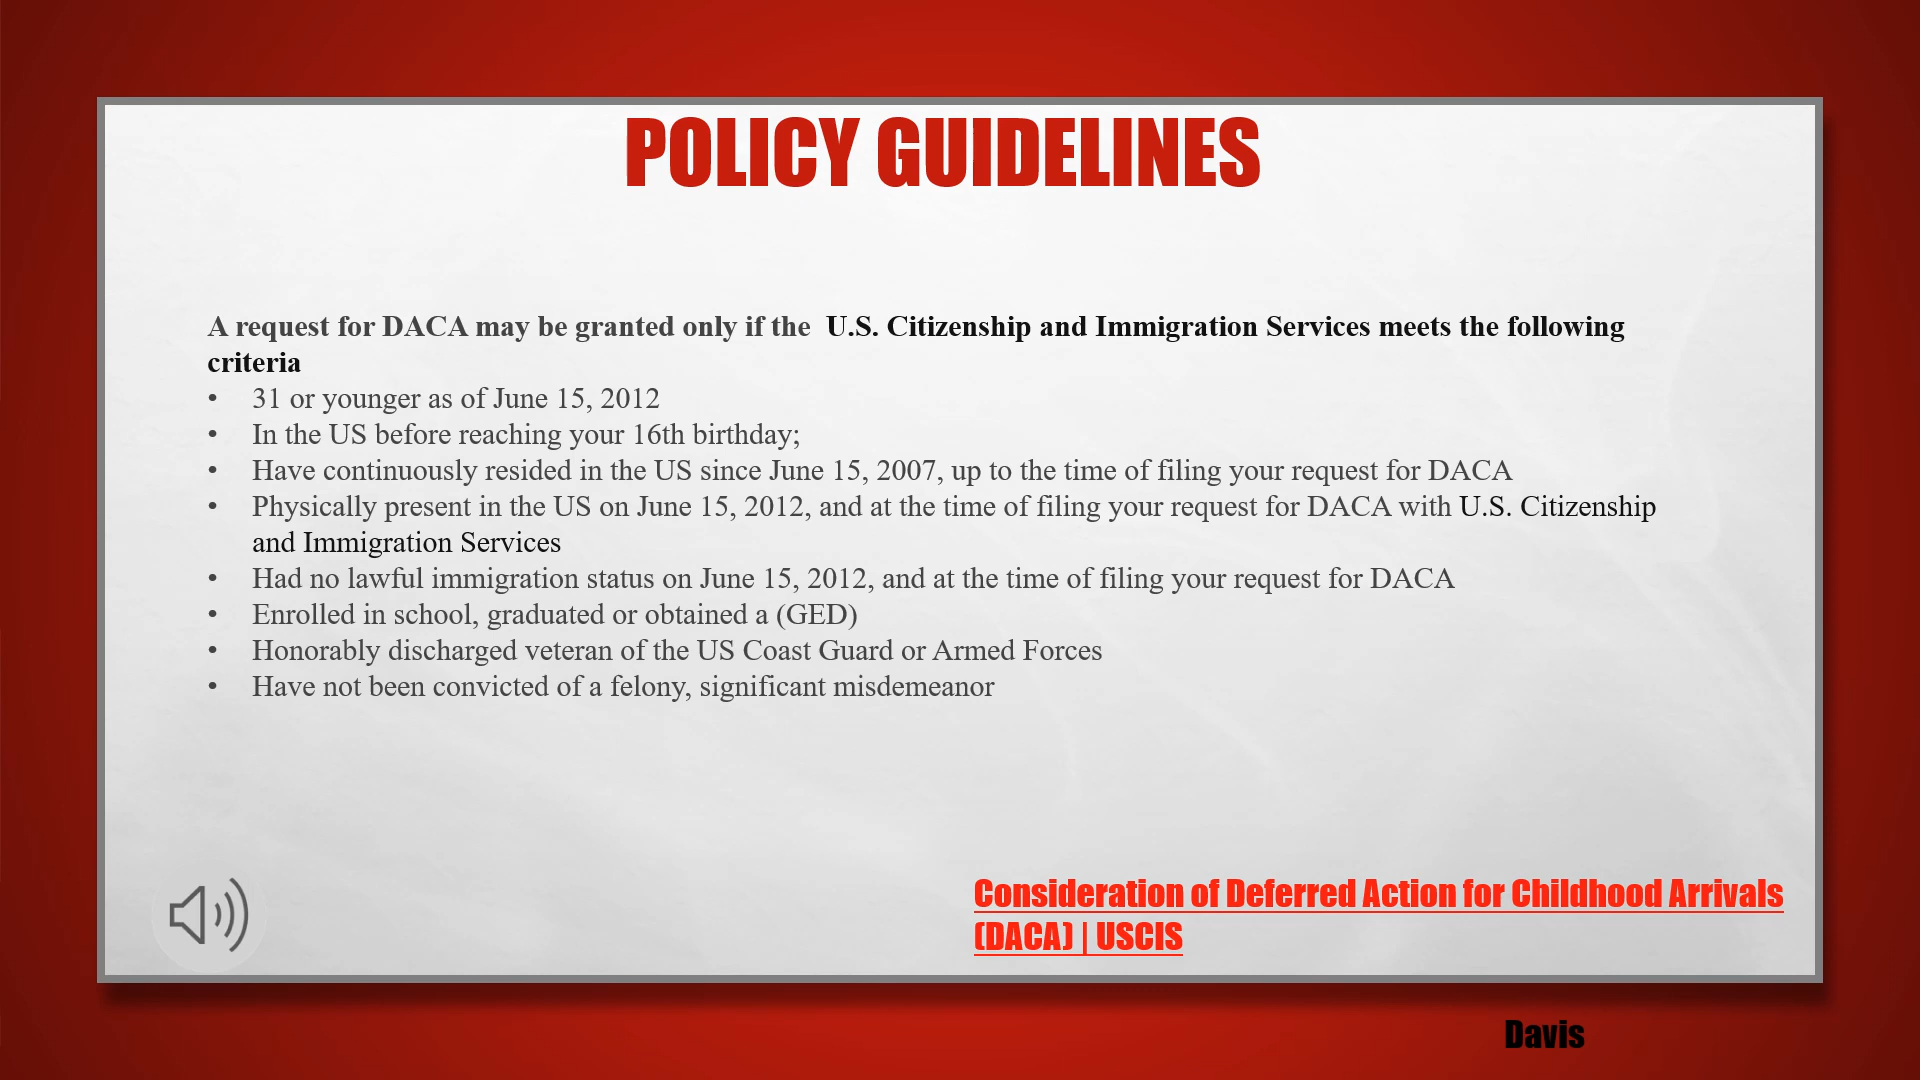 POLICY GUIDELINES
A request for DACA may be granted only if the  U.S. Citizenship and Immigration Services meets the following
criteria
• 31 or younger as of June 15, 2012
• In the US before reaching your 16th birthday;
• Have continuously resided in the US since June 15, 2007, up to the time of filing your request for DACA
• Physically present in the US on June 15, 2012, and at the time of filing your request for DACA with U.S. Citizenship
and Immigration Services
• Had no lawful immigration status on June 15, 2012, and at the time of filing your request for DACA
• Enrolled in school, graduated or obtained a (GED)
• Honorably discharged veteran of the US Coast Guard or Armed Forces
• Have not been convicted of a felony, significant misdemeanor
Consideration of Deferred Action for Childhood Arrivals
(DACA) | USCIS
Davis